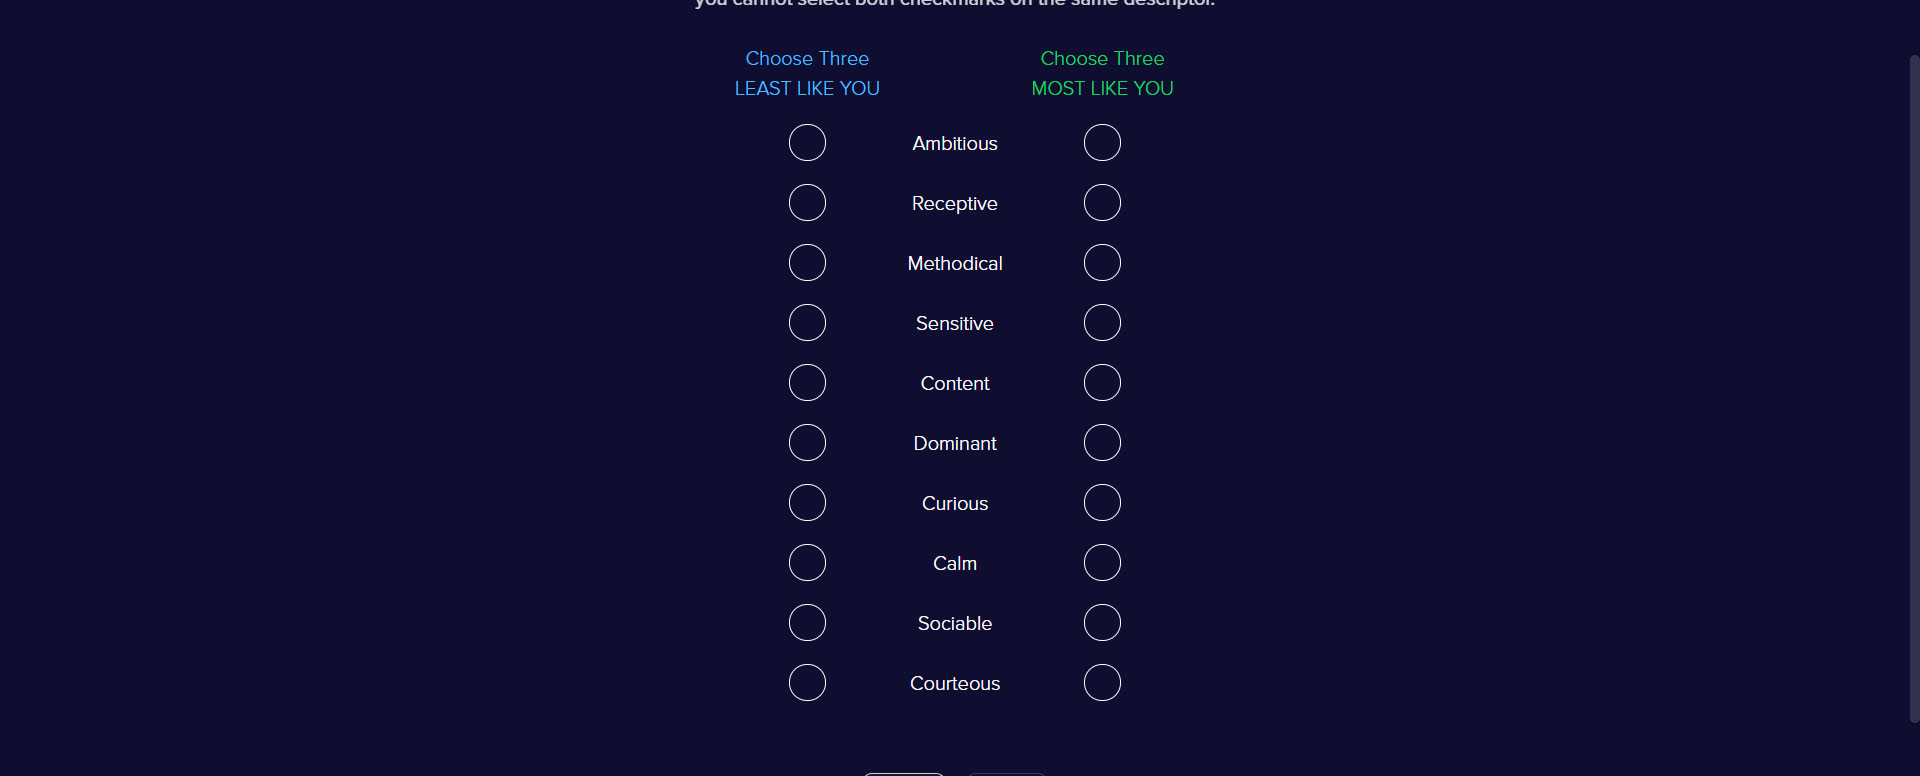 you cannot select both checkmarks on the same descriptor.
Choose Three
LEAST LIKE YOU
Choose Three
MOST LIKE YOU
Ambitious
Receptive
Methodical
Sensitive
Content
Dominant
Curious
Calm
Sociable
Courteous